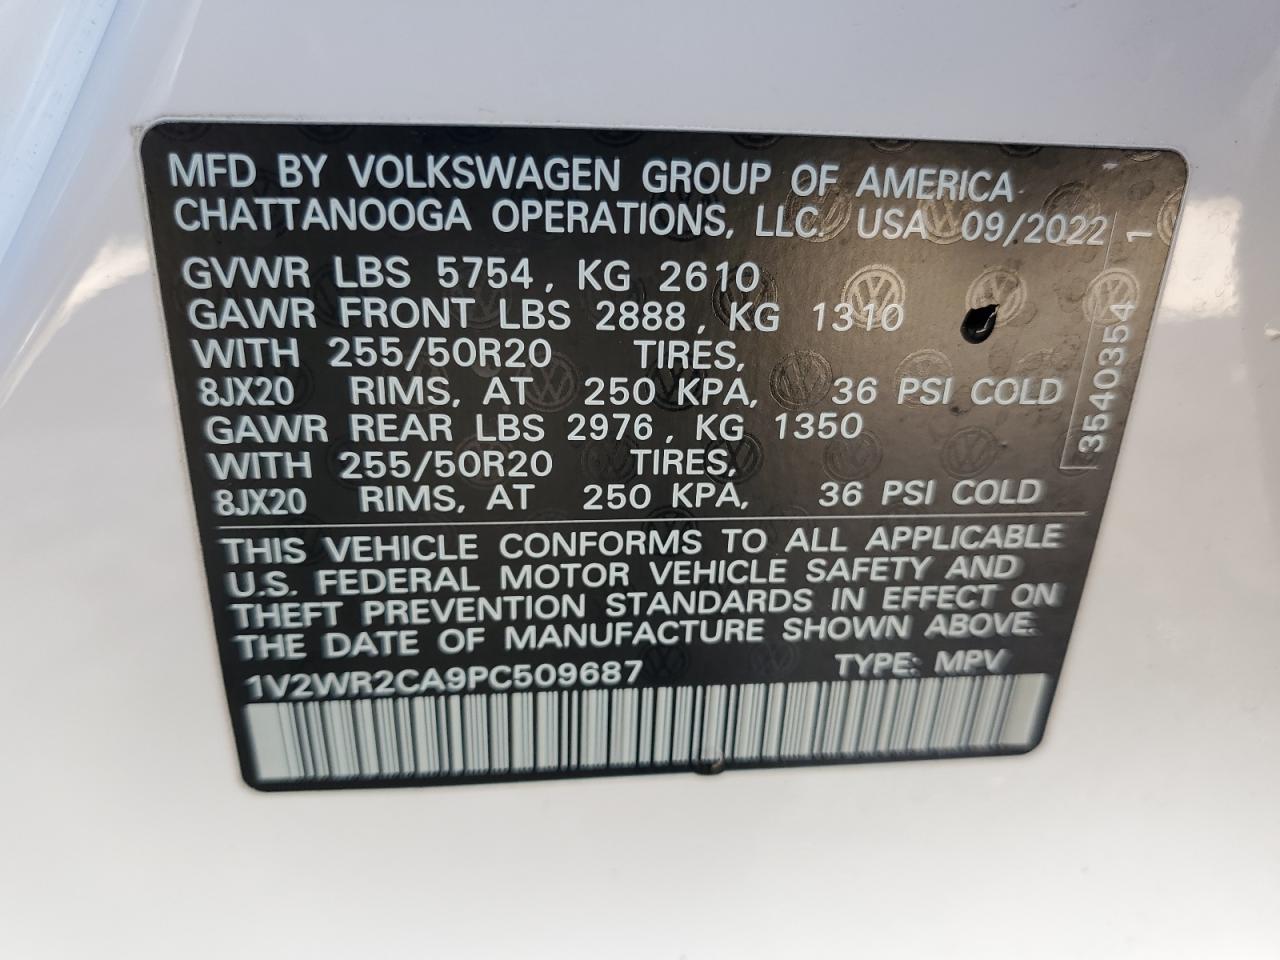 MFD BY VOLKSWAGEN GROUP OF AMERICA
CHATTANOOGA OPERATIONS, LLC. USA 09/2022
GVWR LBS 5754, KG 2610
GAWR FRONT LBS 2888, KG 1310
WITH 255/50R20 TIRES,
8JX20 RIMS, AT 250 KPA, 36 PSI COLD
GAWR REAR LBS 2976, KG 1350
WITH 255/50R20 TIRES,
8JX20 RIMS, AT 250 KPA, 36 PSI COLD
THIS VEHICLE CONFORMS TO ALL APPLICABLE
U.S. FEDERAL MOTOR VEHICLE SAFETY AND
THEFT PREVENTION STANDARDS IN EFFECT ON
THE DATE OF MANUFACTURE SHOWN ABOVE.
1V2WR2CA9PC509687 TYPE: MPV
3540354 1